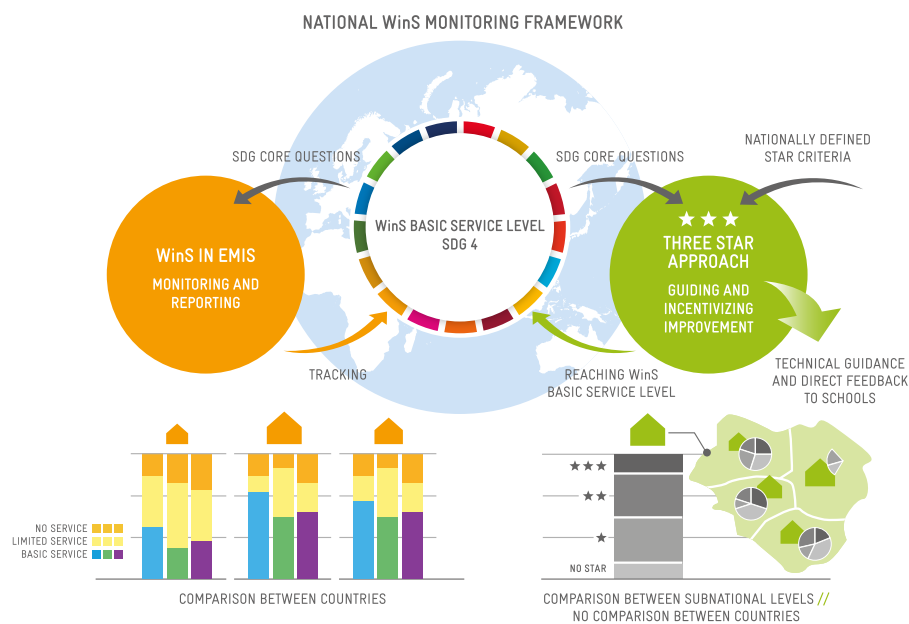 NATIONAL WinS MONITORING FRAMEWORK
SDG CORE QUESTIONS
SDG CORE QUESTIONS
NATIONALLY DEFINED
STAR CRITERIA
WinS BASIC SERVICE LEVEL
SDG 4
WinS IN EMIS
MONITORING AND
REPORTING
THREE STAR
APPROACH
GUIDING AND
INCENTIVIZING
IMPROVEMENT
TRACKING
REACHING WinS
BASIC SERVICE LEVEL
TECHNICAL GUIDANCE
AND DIRECT FEEDBACK
TO SCHOOLS
NO SERVICE
LIMITED SERVICE
BASIC SERVICE
COMPARISON BETWEEN COUNTRIES
NO STAR
COMPARISON BETWEEN SUBNATIONAL LEVELS //
NO COMPARISON BETWEEN COUNTRIES